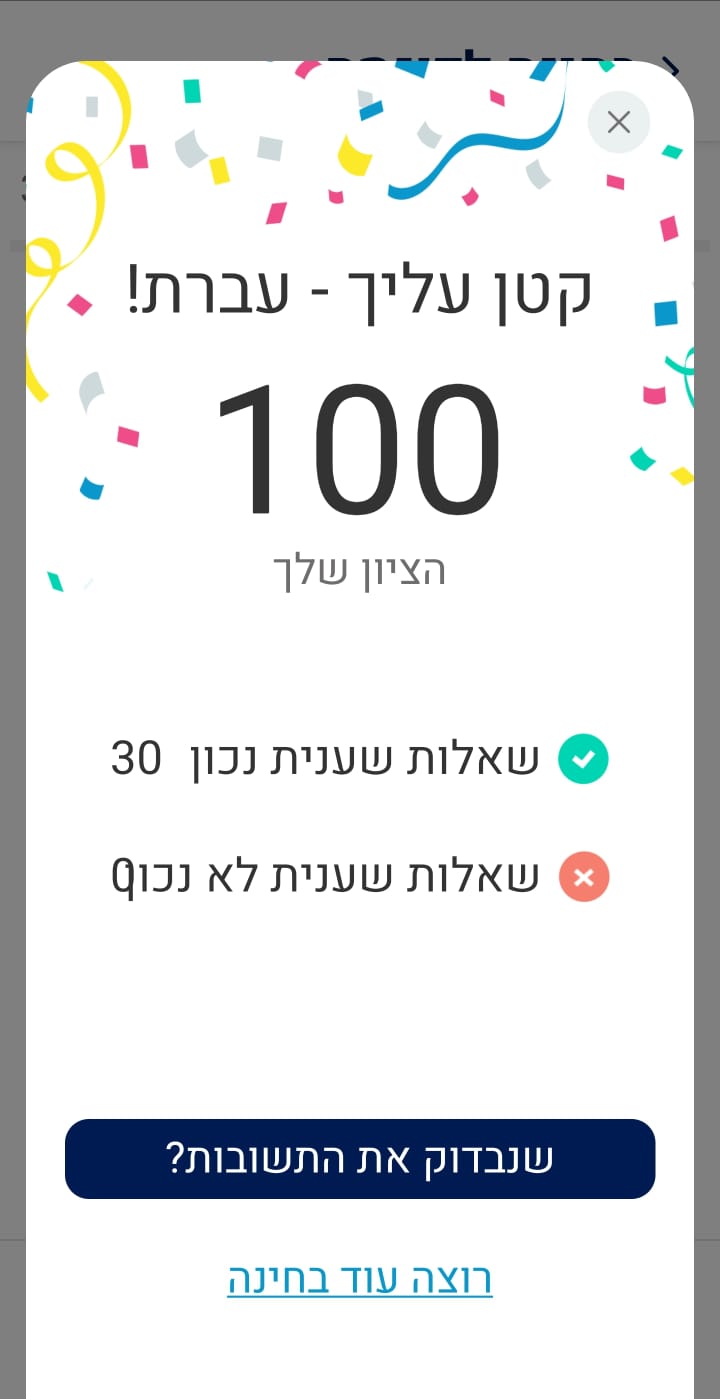 קטן עליך - עברת!
100
הציון שלך
שאלות שענית נכון 30
שאלות שענית לא נכון 0
שנבדוק את התשובות?
רוצה עוד בחינה